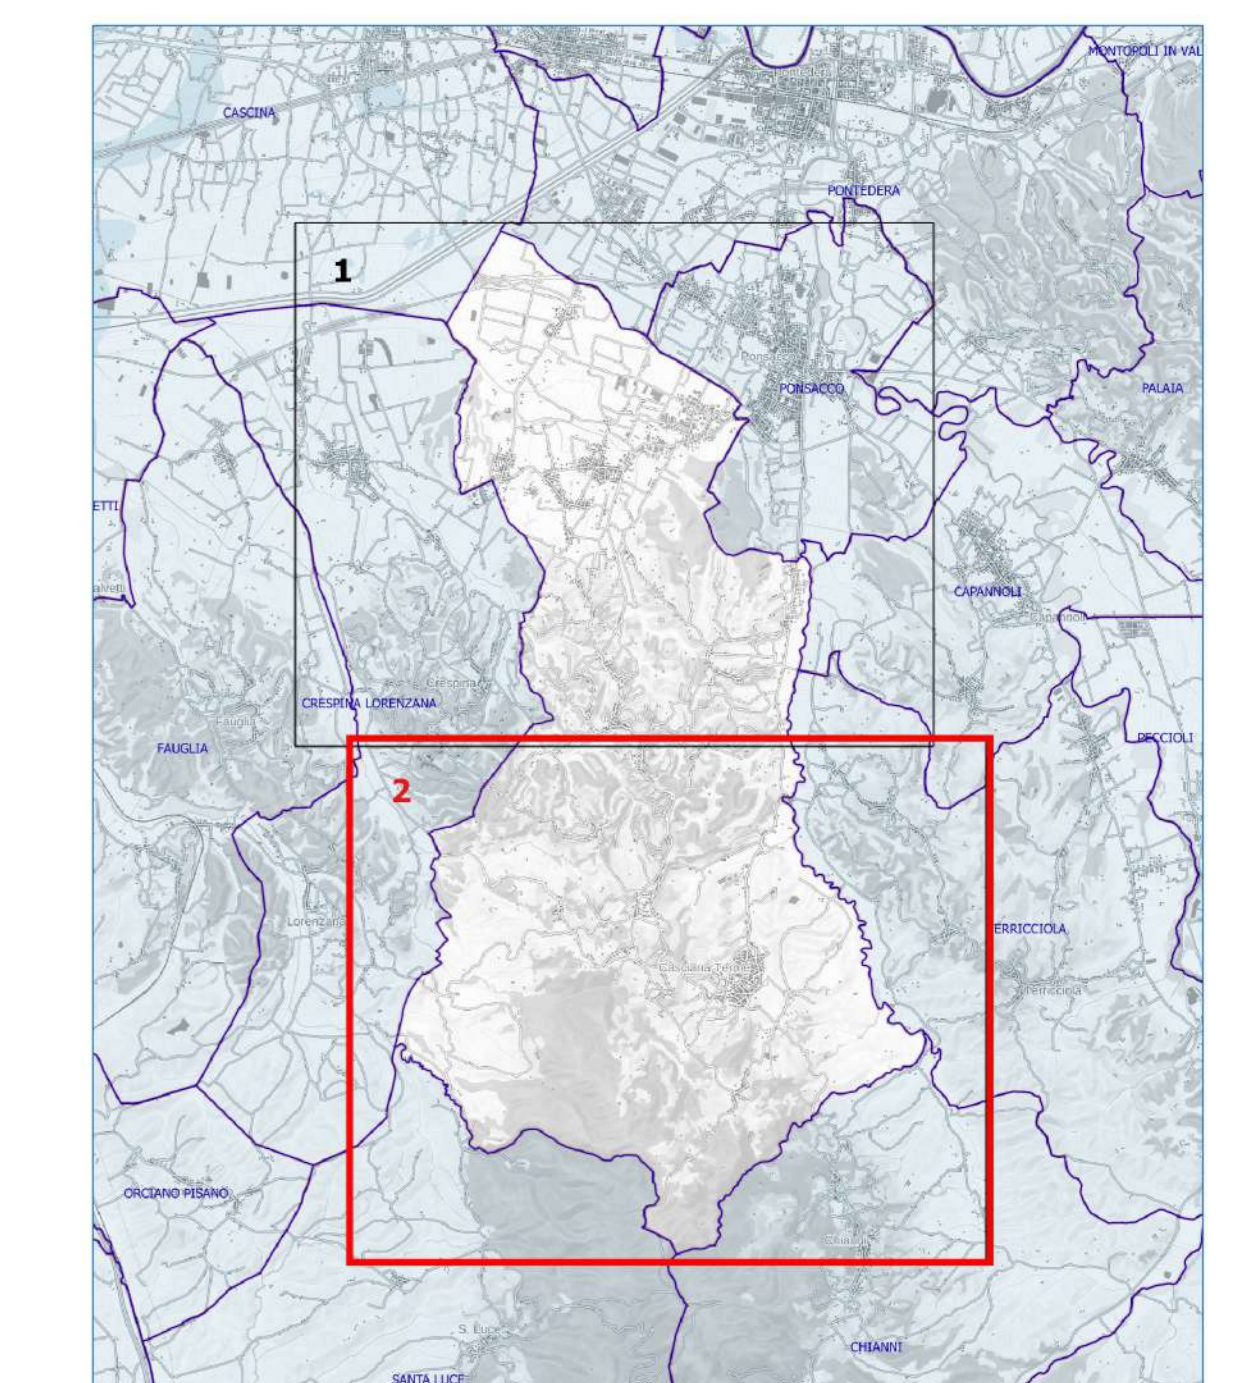 MONTOPOLI IN VAL
Pontedera
CASCINA
PONTEDERA
1
Ponsacco
PONSACCO
PALAIA
ETTI
CAPANNOLI
Capannoli
Crespina
CRESPINA LORENZANA
Fauglia
FAUGLIA
PECCIOLI
2
Lorenzana
ERRICCIOLA
Casciana Terme
Terricciola
ORCIANO PISANO
Chianni
S. Luce
CHIANNI
SANTA LUCE